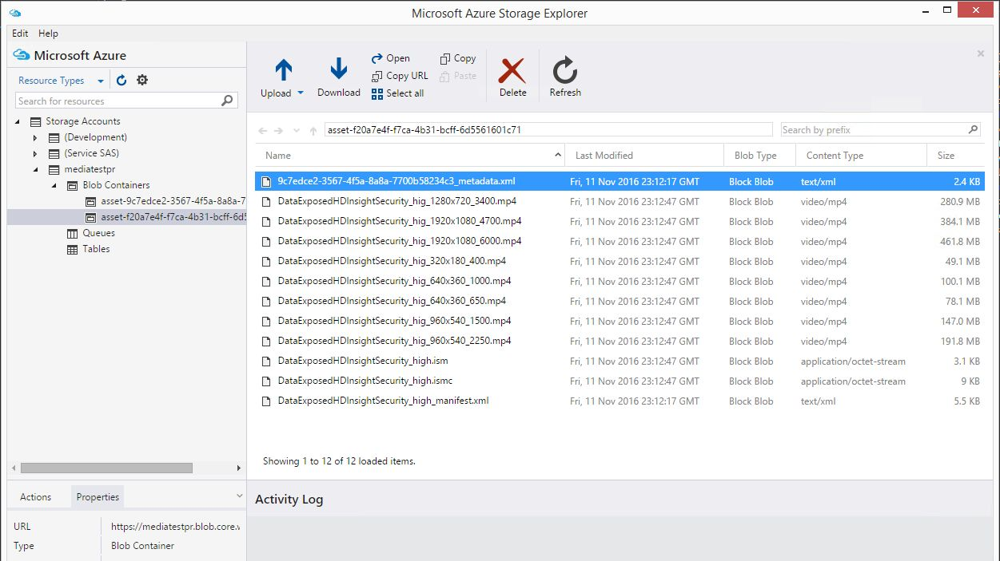 Microsoft Azure Storage Explorer
Edit Help
Microsoft Azure
Resource Types
Search for resources
Storage Accounts
(Development)
(Service SAS)
mediatestpr
Blob Containers
asset-9c7edce2-3567-4f5a-8a8a-7
asset-f20a7e4f-f7ca-4b31-bcff-6d5
Queues
Tables
Actions Properties
URL https://mediatestpr.blob.core.v
Type Blob Container
Upload
Download
Open
Copy URL
Select all
Copy
Paste
Delete
Refresh
asset-f20a7e4f-f7ca-4b31-bcff-6d5561601c71 Search by prefix
Name Last Modified Blob Type Content Type Size
9c7edce2-3567-4f5a-8a8a-7700b58234c3_metadata.xml Fri, 11 Nov 2016 23:12:17 GMT Block Blob text/xml 2.4 KB
DataExposedHDInsightSecurity_hig_1280x720_3400.mp4 Fri, 11 Nov 2016 23:12:47 GMT Block Blob video/mp4 280.9 MB
DataExposedHDInsightSecurity_hig_1920x1080_4700.mp4 Fri, 11 Nov 2016 23:12:47 GMT Block Blob video/mp4 384.1 MB
DataExposedHDInsightSecurity_hig_1920x1080_6000.mp4 Fri, 11 Nov 2016 23:12:47 GMT Block Blob video/mp4 461.8 MB
DataExposedHDInsightSecurity_hig_320x180_400.mp4 Fri, 11 Nov 2016 23:12:47 GMT Block Blob video/mp4 49.1 MB
DataExposedHDInsightSecurity_hig_640x360_1000.mp4 Fri, 11 Nov 2016 23:12:47 GMT Block Blob video/mp4 100.1 MB
DataExposedHDInsightSecurity_hig_640x360_650.mp4 Fri, 11 Nov 2016 23:12:47 GMT Block Blob video/mp4 78.1 MB
DataExposedHDInsightSecurity_hig_960x540_1500.mp4 Fri, 11 Nov 2016 23:12:47 GMT Block Blob video/mp4 147.0 MB
DataExposedHDInsightSecurity_hig_960x540_2250.mp4 Fri, 11 Nov 2016 23:12:47 GMT Block Blob video/mp4 191.8 MB
DataExposedHDInsightSecurity_high.ism Fri, 11 Nov 2016 23:12:17 GMT Block Blob application/octet-stream 3.1 KB
DataExposedHDInsightSecurity_high.ismc Fri, 11 Nov 2016 23:12:17 GMT Block Blob application/octet-stream 9 KB
DataExposedHDInsightSecurity_high_manifest.xml Fri, 11 Nov 2016 23:12:17 GMT Block Blob text/xml 5.5 KB
Showing 1 to 12 of 12 loaded items.
Activity Log